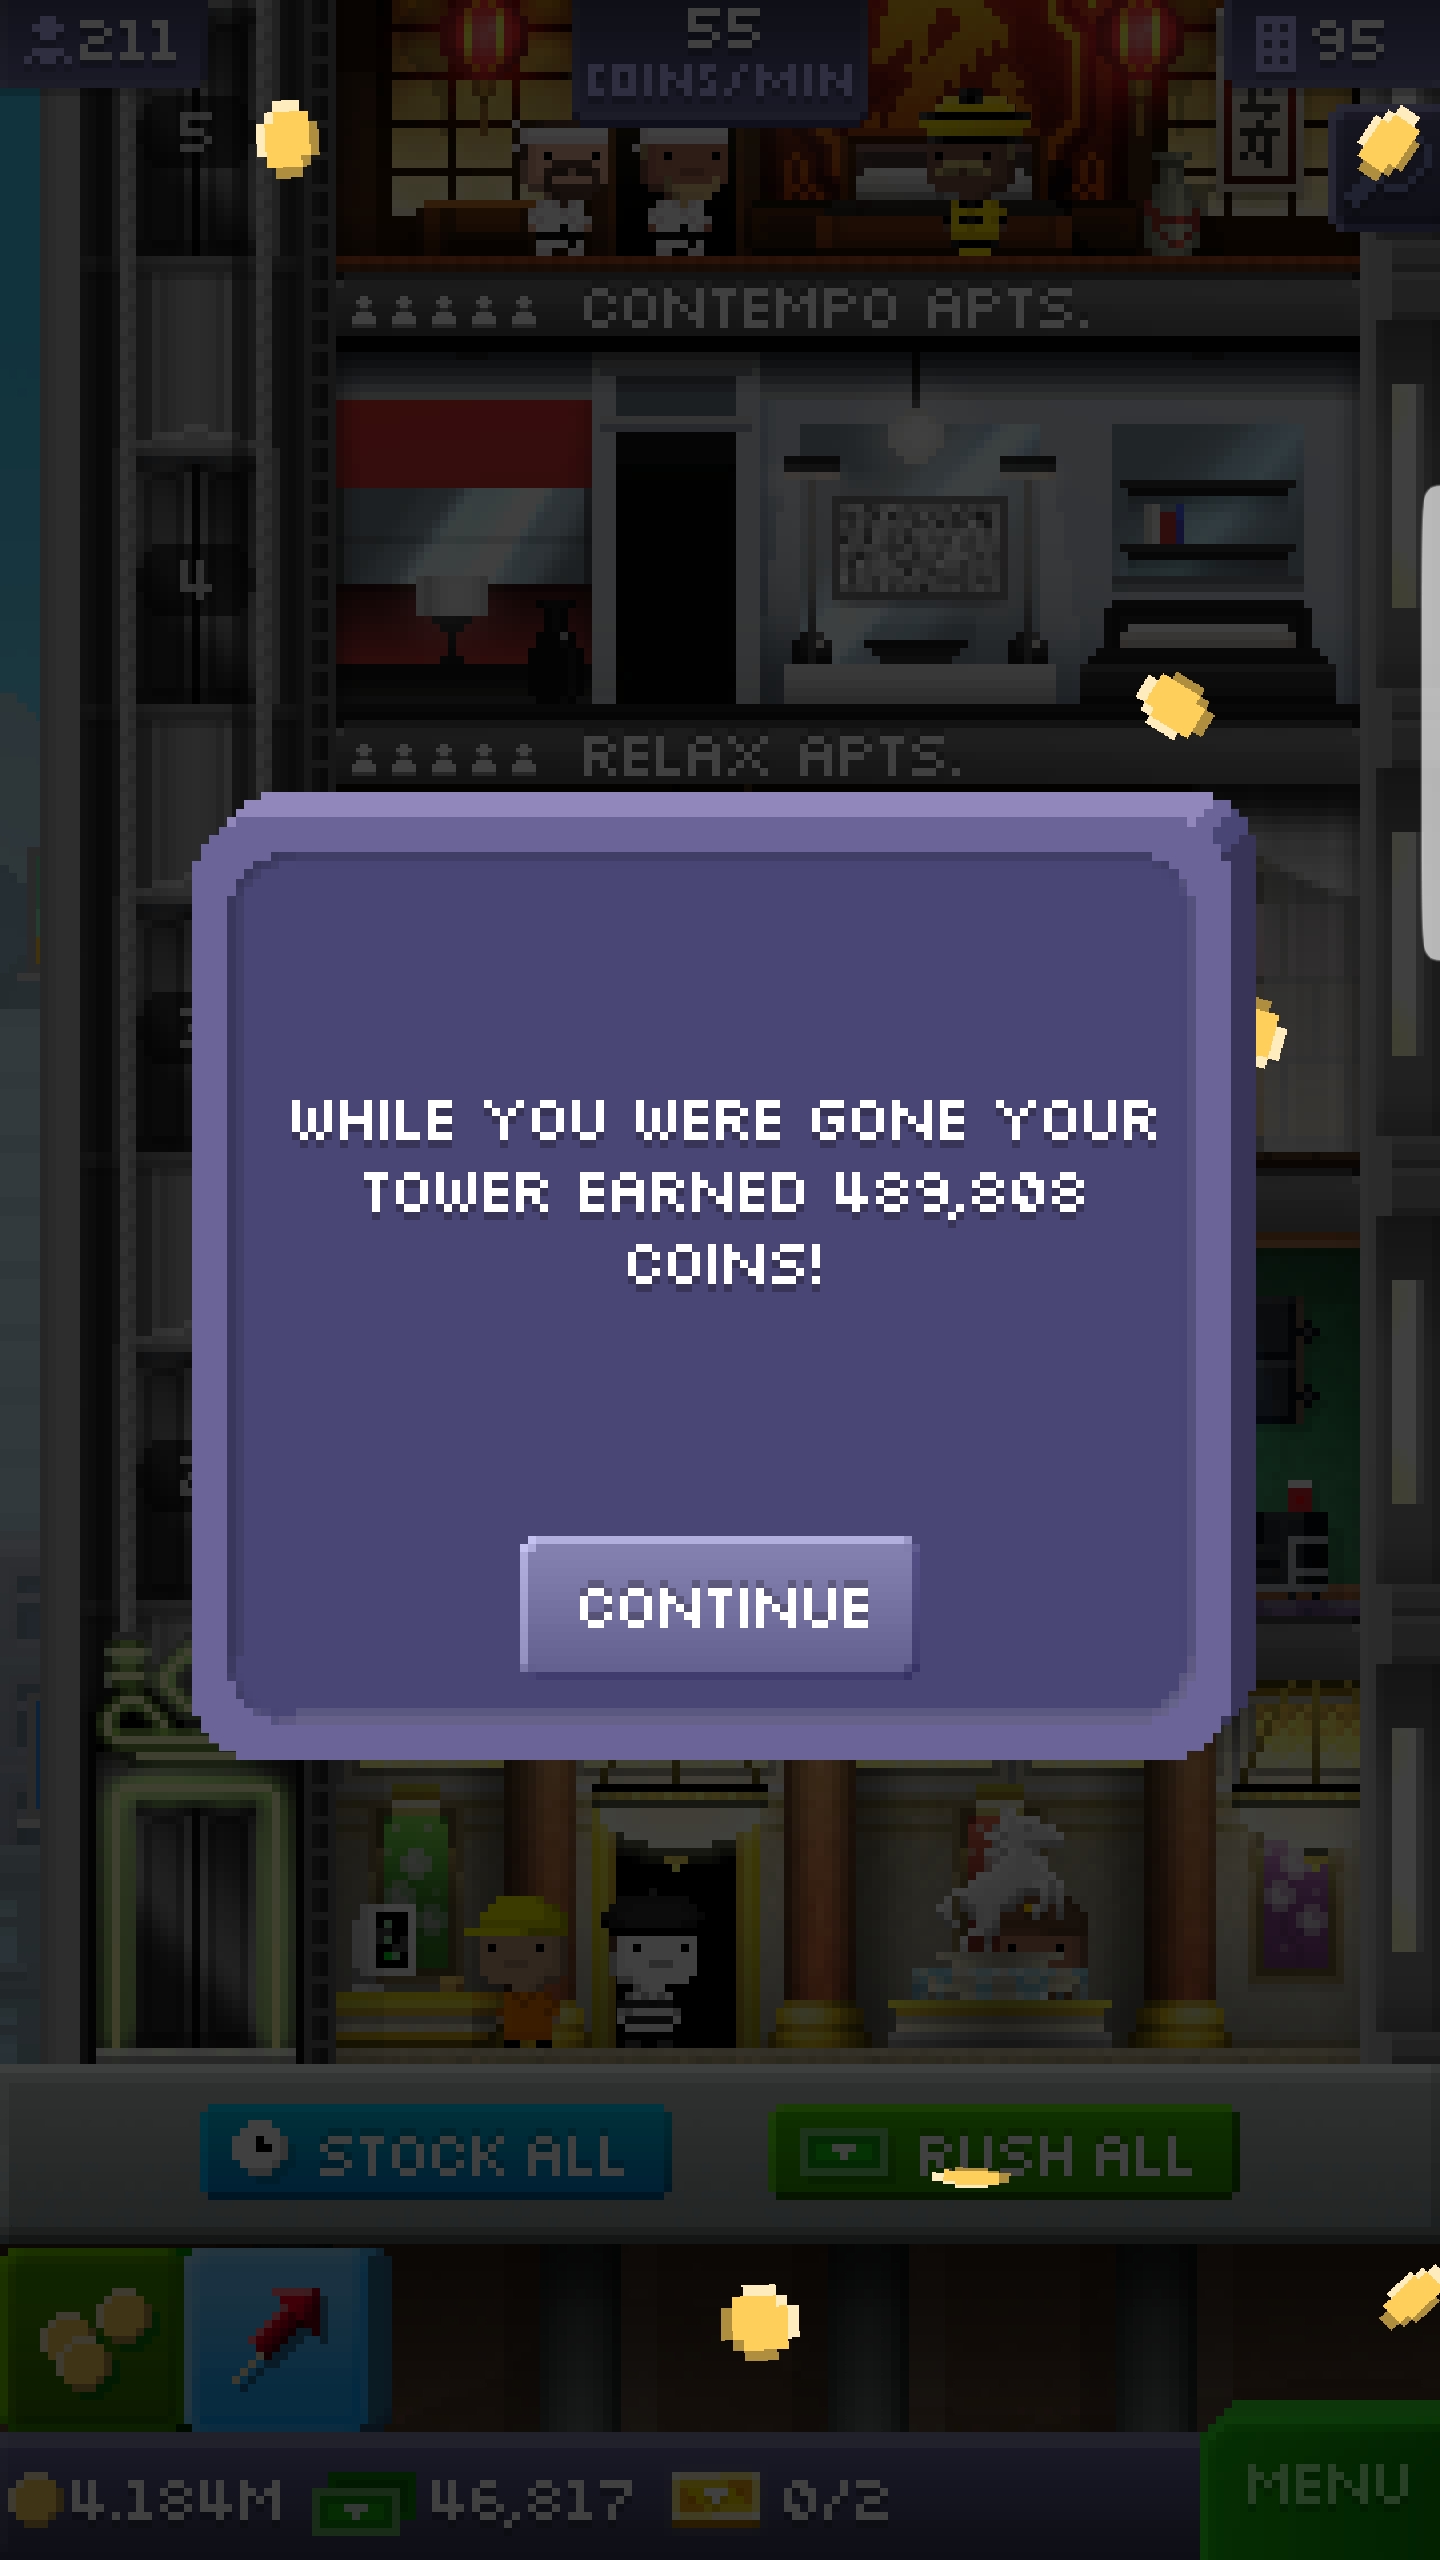 211
55
COINS/MIN
95
5
CONTEMPO APTS.
4
RELAX APTS.
WHILE YOU WERE GONE YOUR
TOWER EARNED 489,808
COINS!
CONTINUE
STOCK ALL
RUSH ALL
4.184M
46,817
0/2
MENU